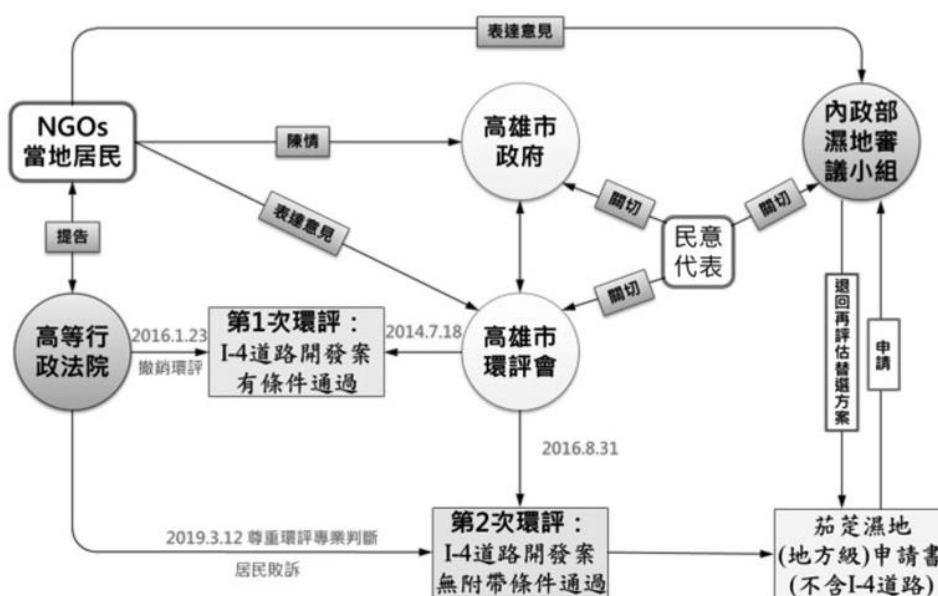 表達意見
NGOs
當地居民
陳情
高雄市
政府
內政部
濕地審
議小組
提告
表達意見
關切
關切
民意
代表
關切
高等行
政法院
2016.1.23
撤銷環評
第1次環評：
I-4道路開發案
有條件通過
2014.7.18
高雄市
環評會
退回再評估替選方案
申請
2016.8.31
2019.3.12 尊重環評專業判斷
居民敗訴
第2次環評：
I-4道路開發案
無附帶條件通過
茄萣濕地
(地方級)申請書
(不含I-4道路)